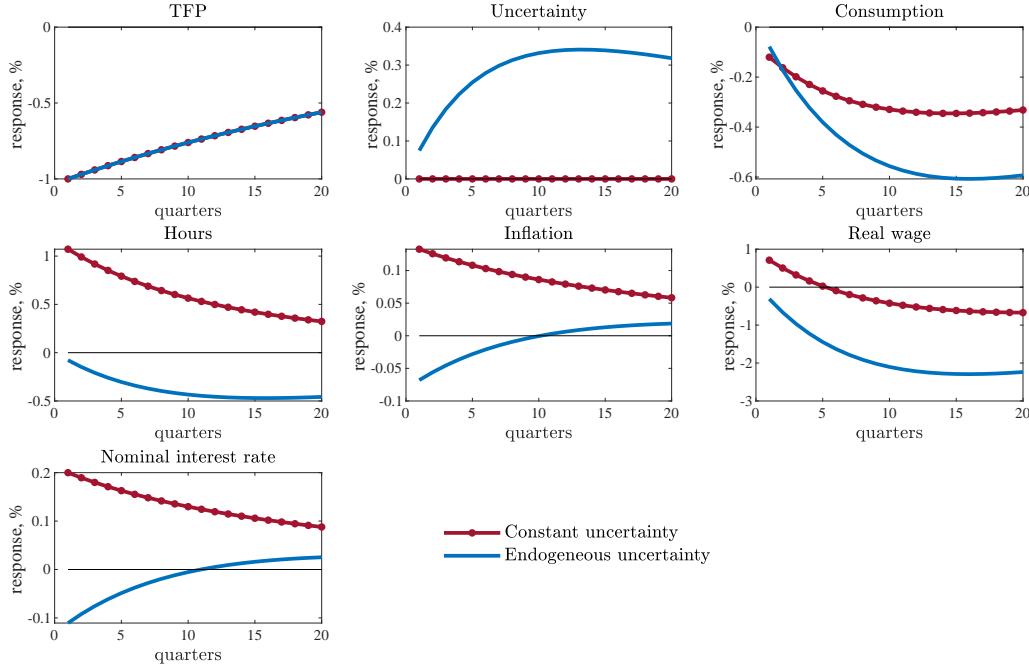 TFP
Uncertainty
Consumption
response, %
0
-0.5
-1
0 5 10 15 20
quarters
response, %
0.4
0.3
0.2
0.1
0
0 5 10 15 20
quarters
response, %
0
-0.2
-0.4
-0.6
0 5 10 15 20
quarters
Hours
Inflation
Real wage
response, %
1
0.5
0
-0.5
0 5 10 15 20
quarters
response, %
0.1
0.05
0
-0.05
-0.1
0 5 10 15 20
quarters
response, %
1
0
-1
-2
-3
0 5 10 15 20
quarters
Nominal interest rate
response, %
0.2
0.1
0
-0.1
0 5 10 15 20
quarters
Constant uncertainty
Endogeneous uncertainty